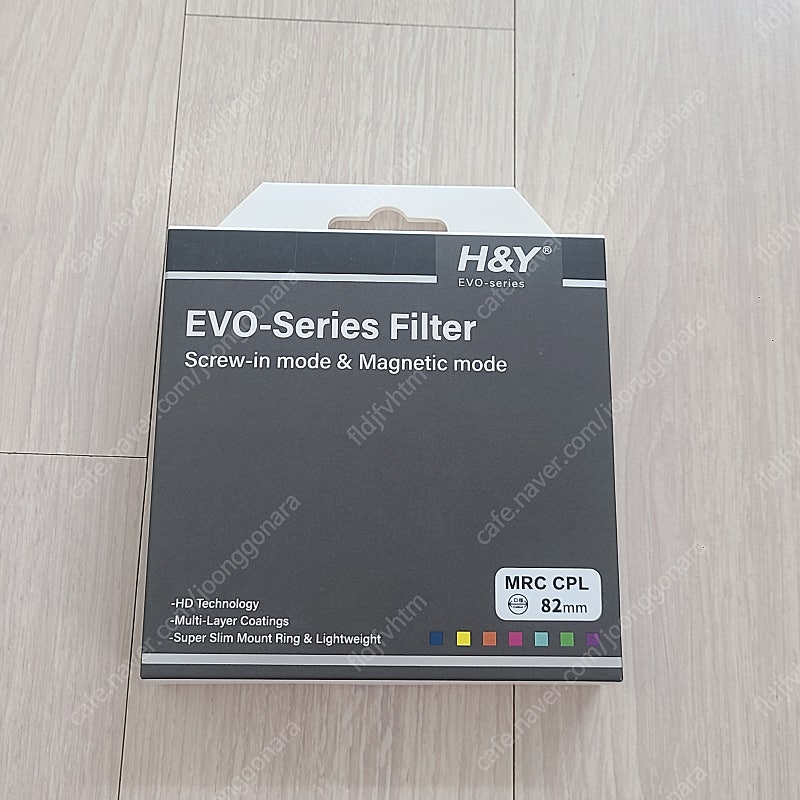 H&Y®
EVO-series
EVO-Series Filter
Screw-in mode & Magnetic mode
MRC CPL
82mm
-HD Technology
-Multi-Layer Coatings
-Super Slim Mount Ring & Lightweight
cafe.naver.com/joonggonara
fldjfvhtm